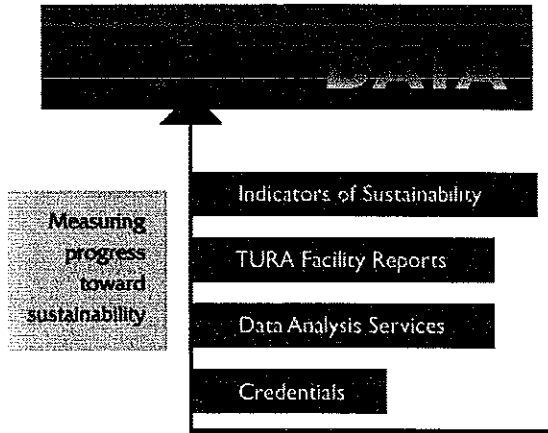 DATA
Indicators of Sustainability
Measuring
progress
toward
sustainability
TURA Facility Reports
Data Analysis Services
Credentials